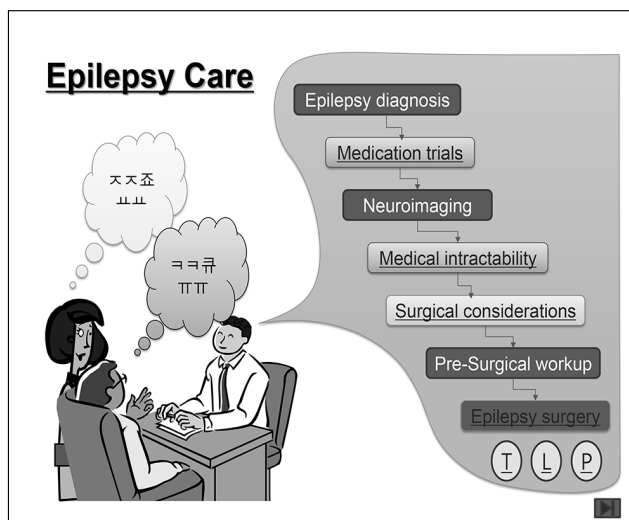 Epilepsy Care
ㅈㅈ죠
ㅛㅛ
ㅋㅋ큐
ㅠㅠ
Epilepsy diagnosis
Medication trials
Neuroimaging
Medical intractability
Surgical considerations
Pre-Surgical workup
Epilepsy surgery
T L P